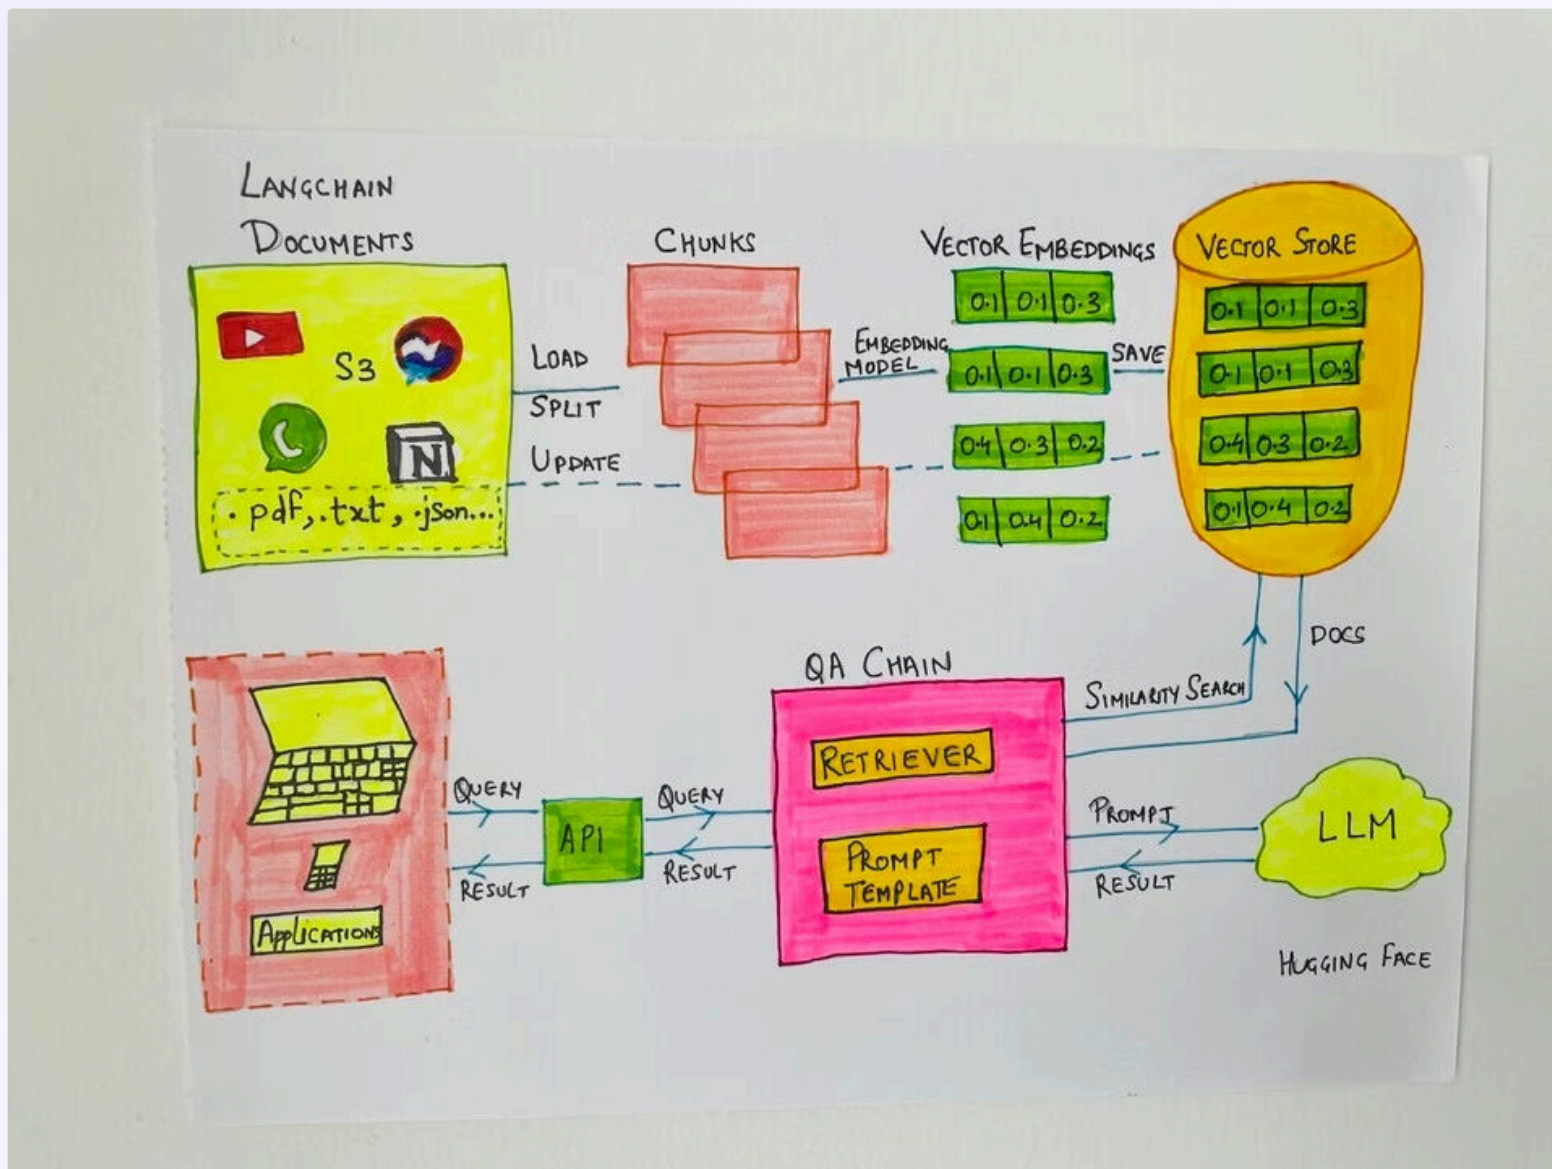 LANGCHAIN
DOCUMENTS
CHUNKS
VECTOR EMBEDDINGS
VECTOR STORE
S3
N
.pdf, .txt, .json...
LOAD
SPLIT
UPDATE
EMBEDDING
MODEL
0.1 0.1 0.3
0.1 0.1 0.3
0.4 0.3 0.2
0.1 0.4 0.2
SAVE
0.1 0.1 0.3
0.1 0.1 0.3
0.4 0.3 0.2
0.1 0.4 0.2
DOCS
SIMILARITY SEARCH
QA CHAIN
RETRIEVER
PROMPT
TEMPLATE
APPLICATIONS
QUERY
RESULT
API
QUERY
RESULT
PROMPT
RESULT
LLM
HUGGING FACE